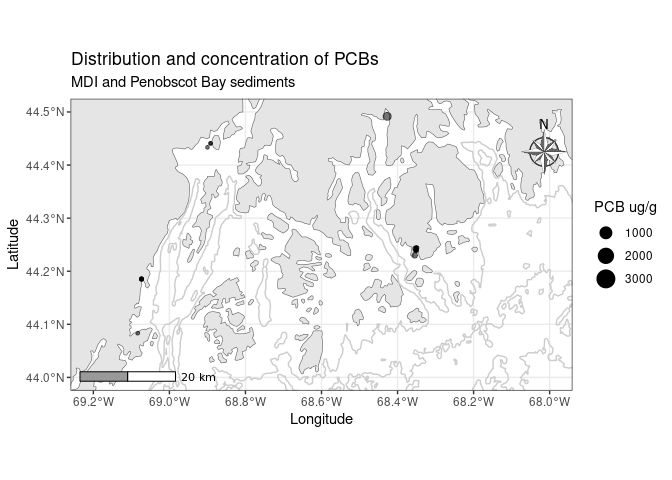 Distribution and concentration of PCBs
MDI and Penobscot Bay sediments
44.5°N
44.4°N
44.3°N
44.2°N
44.1°N
44.0°N
Latitude
N
20 km
69.2°W 69.0°W 68.8°W 68.6°W 68.4°W 68.2°W 68.0°W
Longitude
PCB ug/g
1000
2000
3000